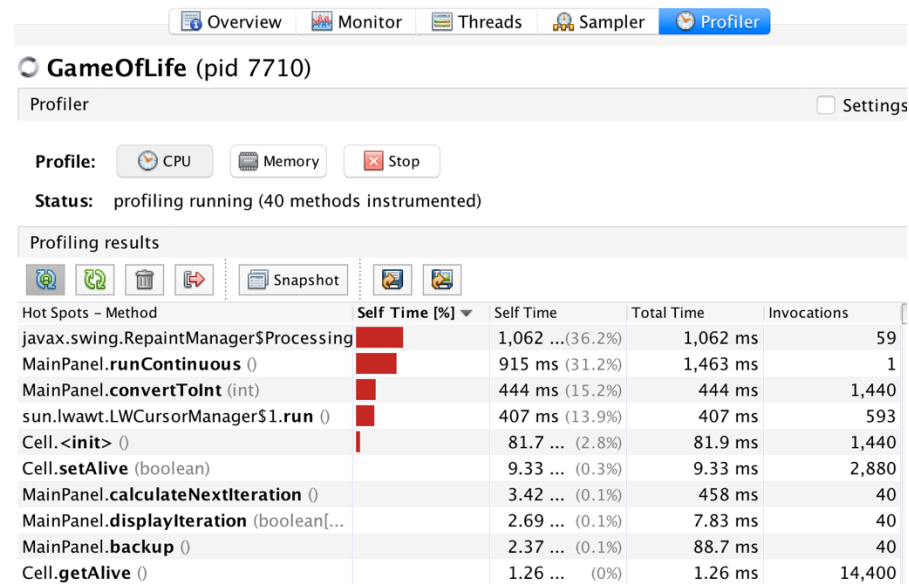 Overview Monitor Threads Sampler Profiler
GameOfLife (pid 7710)
Profiler Settings
Profile: CPU Memory Stop
Status: profiling running (40 methods instrumented)
Profiling results
Snapshot
Hot Spots – Method Self Time [%] Self Time Total Time Invocations
javax.swing.RepaintManager$Processing 1,062 ...(36.2%) 1,062 ms 59
MainPanel.runContinuous () 915 ms (31.2%) 1,463 ms 1
MainPanel.convertToInt (int) 444 ms (15.2%) 444 ms 1,440
sun.lwawt.LWCursorManager$1.run () 407 ms (13.9%) 407 ms 593
Cell.<init> () 81.7 ... (2.8%) 81.9 ms 1,440
Cell.setAlive (boolean) 9.33 ... (0.3%) 9.33 ms 2,880
MainPanel.calculateNextIteration () 3.42 ... (0.1%) 458 ms 40
MainPanel.displayIteration (boolean[... 2.69 ... (0.1%) 7.83 ms 40
MainPanel.backup () 2.37 ... (0.1%) 88.7 ms 40
Cell.getAlive () 1.26 ... (0%) 1.26 ms 14,400